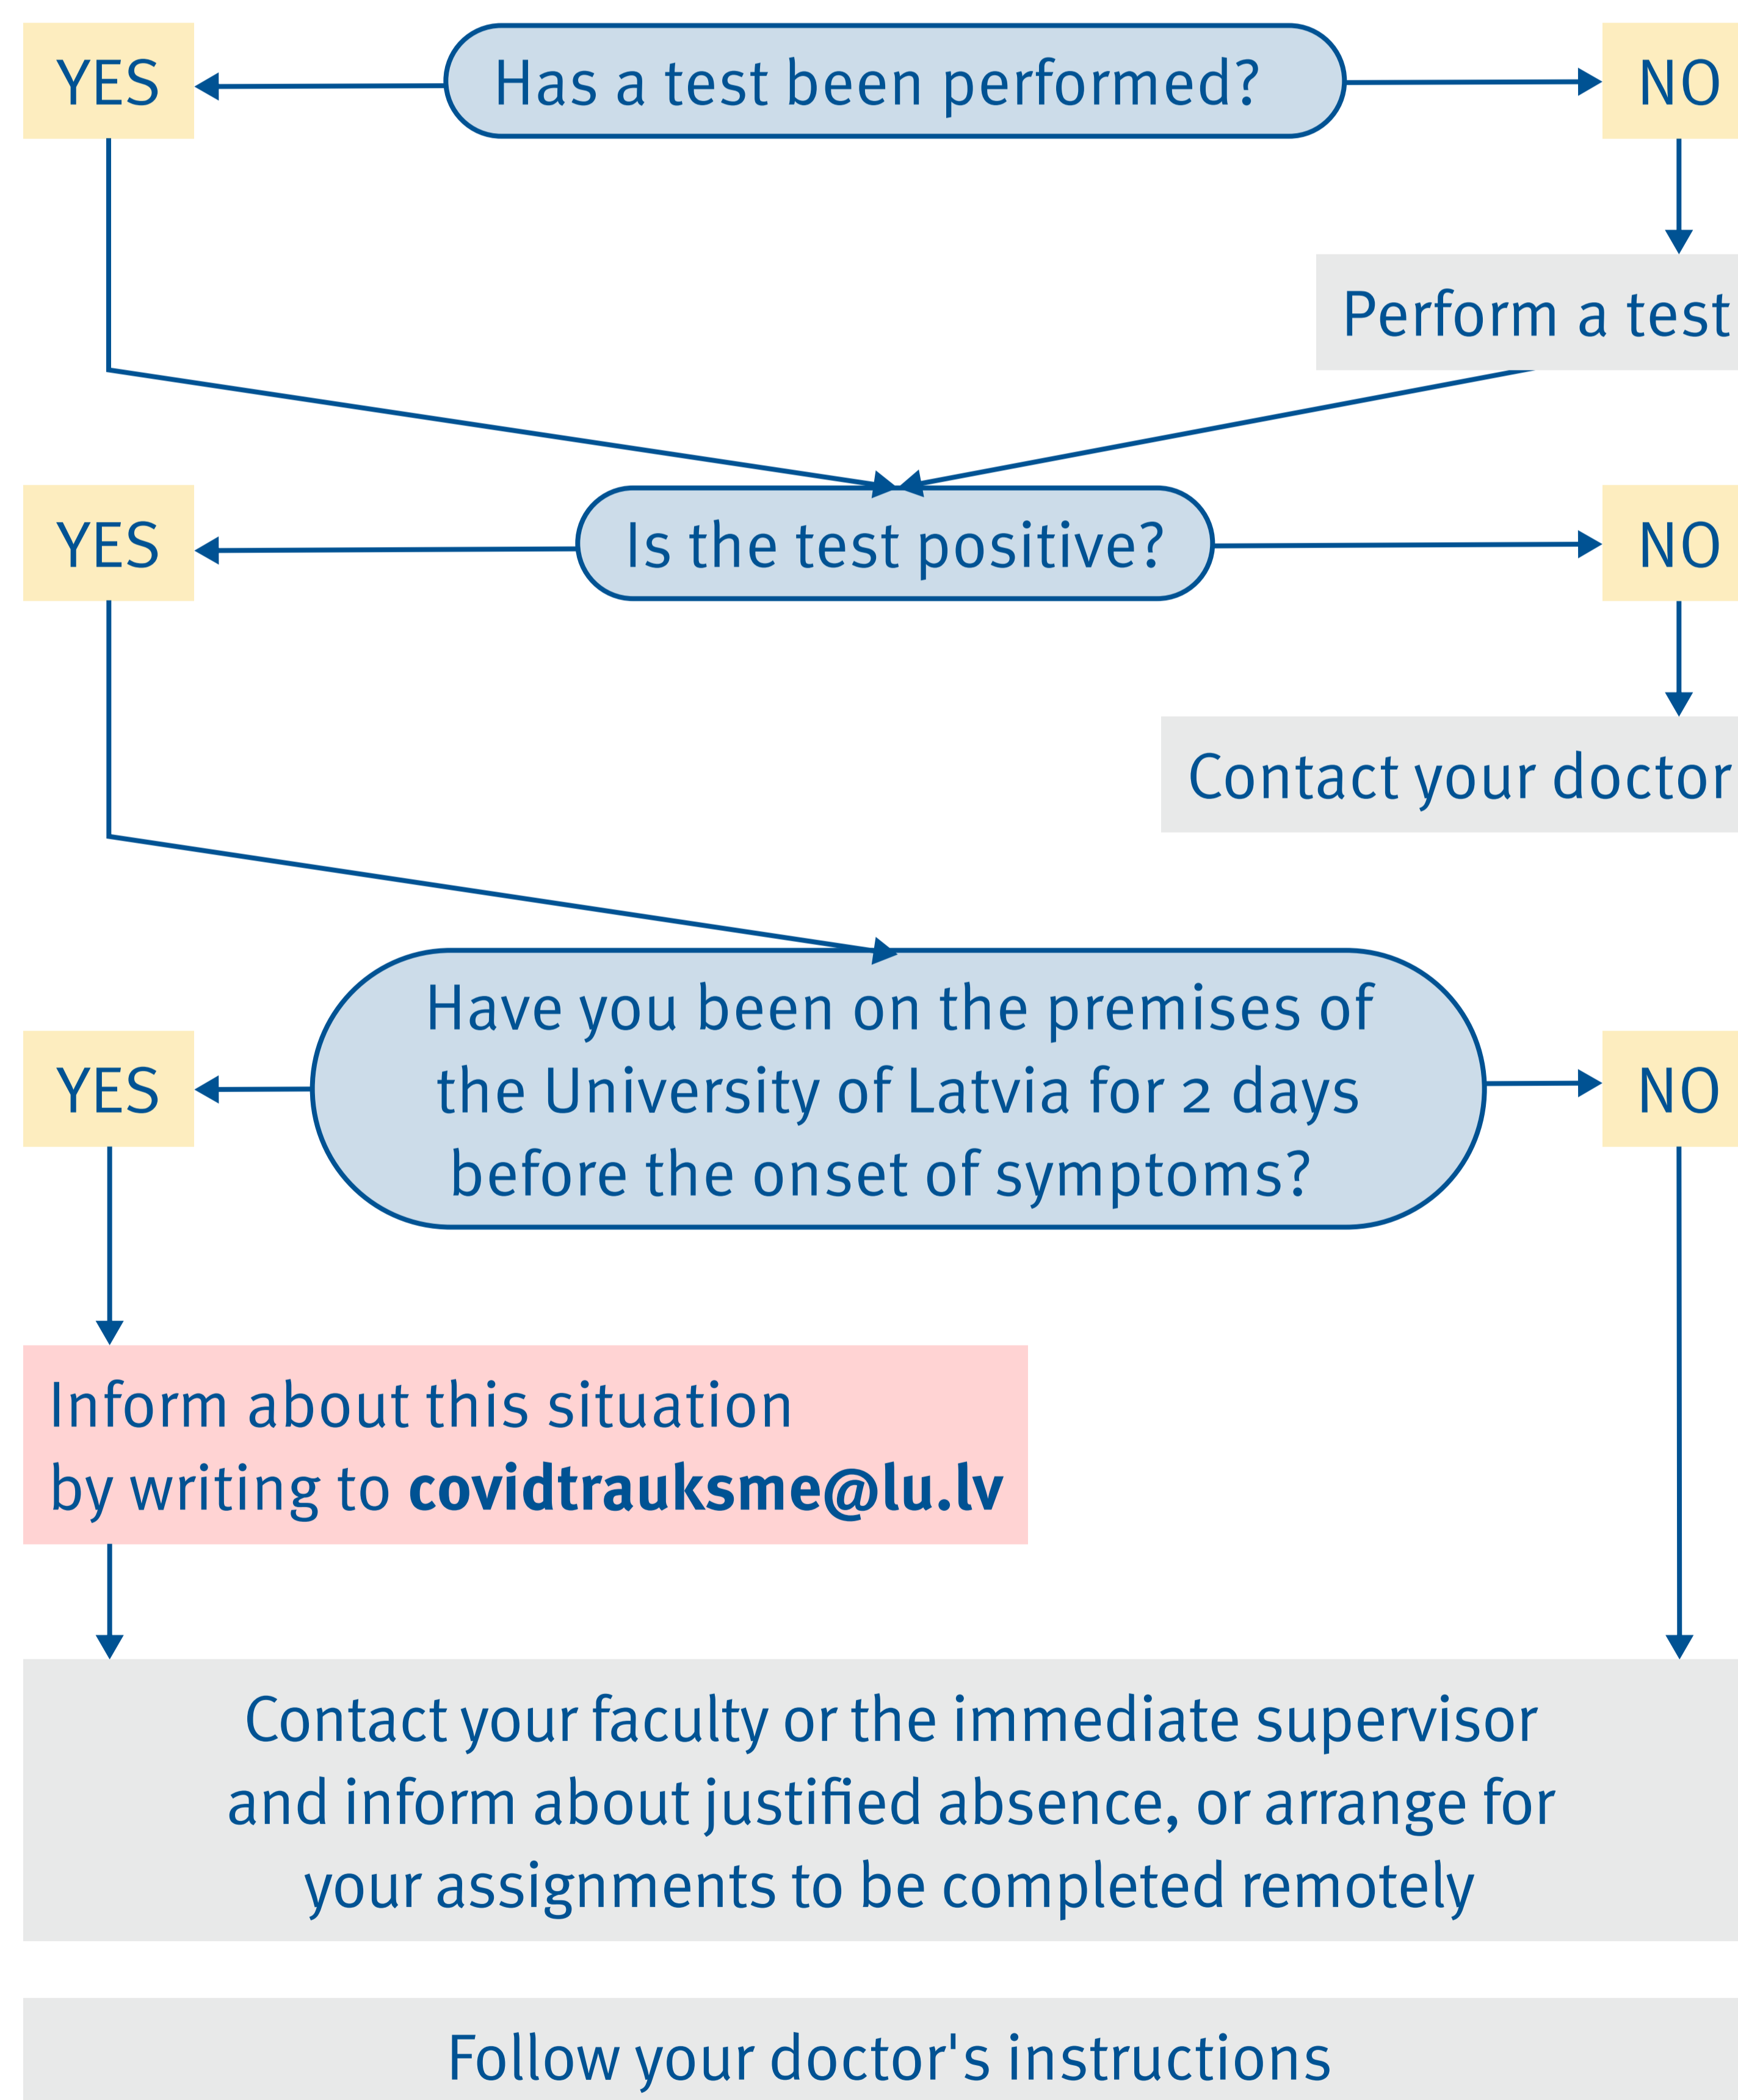 YES
Has a test been performed?
NO
Perform a test
YES
Is the test positive?
NO
Contact your doctor
Have you been on the premises of
the University of Latvia for 2 days
before the onset of symptoms?
YES
NO
Inform about this situation
by writing to covidtrauksme@lu.lv
Contact your faculty or the immediate supervisor
and inform about justified absence, or arrange for
your assignments to be completed remotely
Follow your doctor's instructions